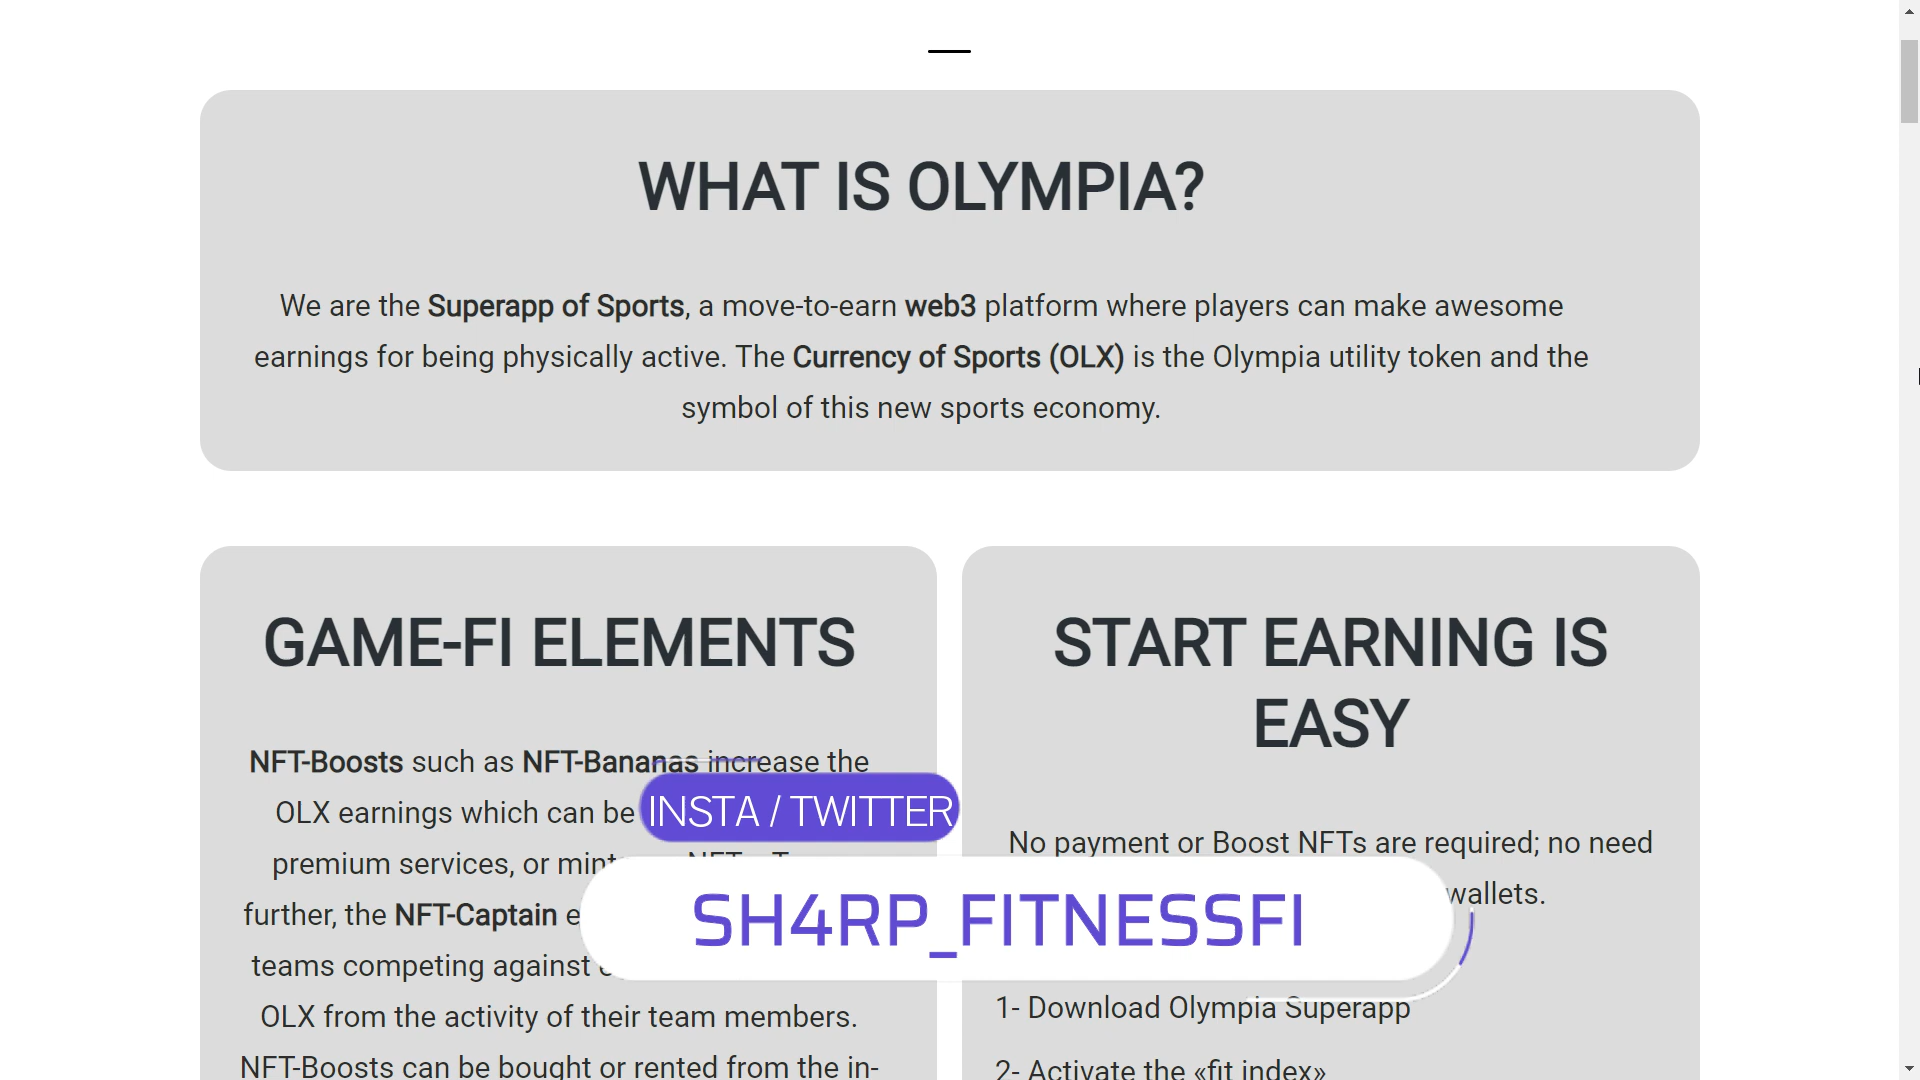 WHAT IS OLYMPIA?
We are the Superapp of Sports, a move-to-earn web3 platform where players can make awesome
earnings for being physically active. The Currency of Sports (OLX) is the Olympia utility token and the
symbol of this new sports economy.
GAME-FI ELEMENTS
NFT-Boosts such as NFT-Bananas increase the
OLX earnings which can be
premium services, or mint
further, the NFT-Captain
teams competing against
OLX from the activity of their team members.
NFT-Boosts can be bought or rented from the in-
START EARNING IS
EASY
No payment or Boost NFTs are required; no need
wallets.
1- Download Olympia Superapp
2- Activate the «fit index»
INSTA / TWITTER
SH4RP_FITNESSFI